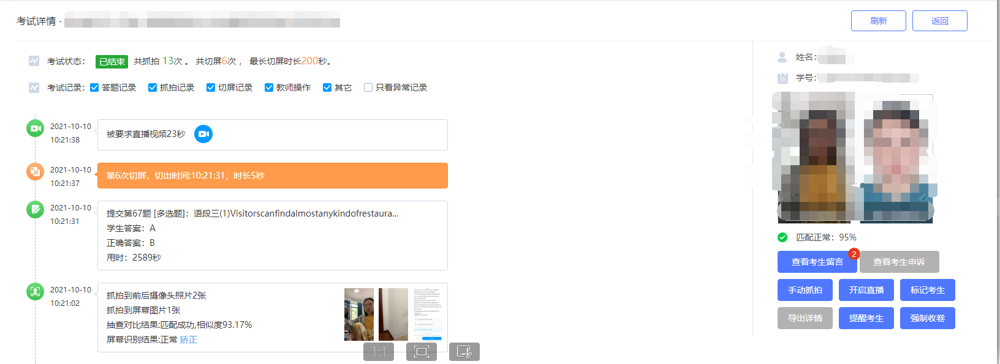 考试详情 -
刷新
返回
考试状态： 已结束 共抓拍 13次 。 共切屏6次 ， 最长切屏时长200秒。
考试记录： 答题记录 抓拍记录 切屏记录 教师操作 其它 只看异常记录
2021-10-10
10:21:38
被要求直播视频23秒
2021-10-10
10:21:37
第6次切屏，切出时间:10:21:31，时长5秒
2021-10-10
10:21:31
提交第67题 [多选题]：语段三(1)Visitorscanfindalmostanykindofrestaura...
学生答案：A
正确答案：B
用时：2589秒
2021-10-10
10:21:02
抓拍到前后摄像头照片2张
抓拍到屏幕图片1张
抽查对比结果:匹配成功,相似度93.17%
屏幕识别结果:正常 矫正
1:1
姓名:
学号:
匹配正常：95%
查看考生留言 2
查看考生申诉
手动抓拍 开启直播 标记考生
导出详情 提醒考生 强制收卷